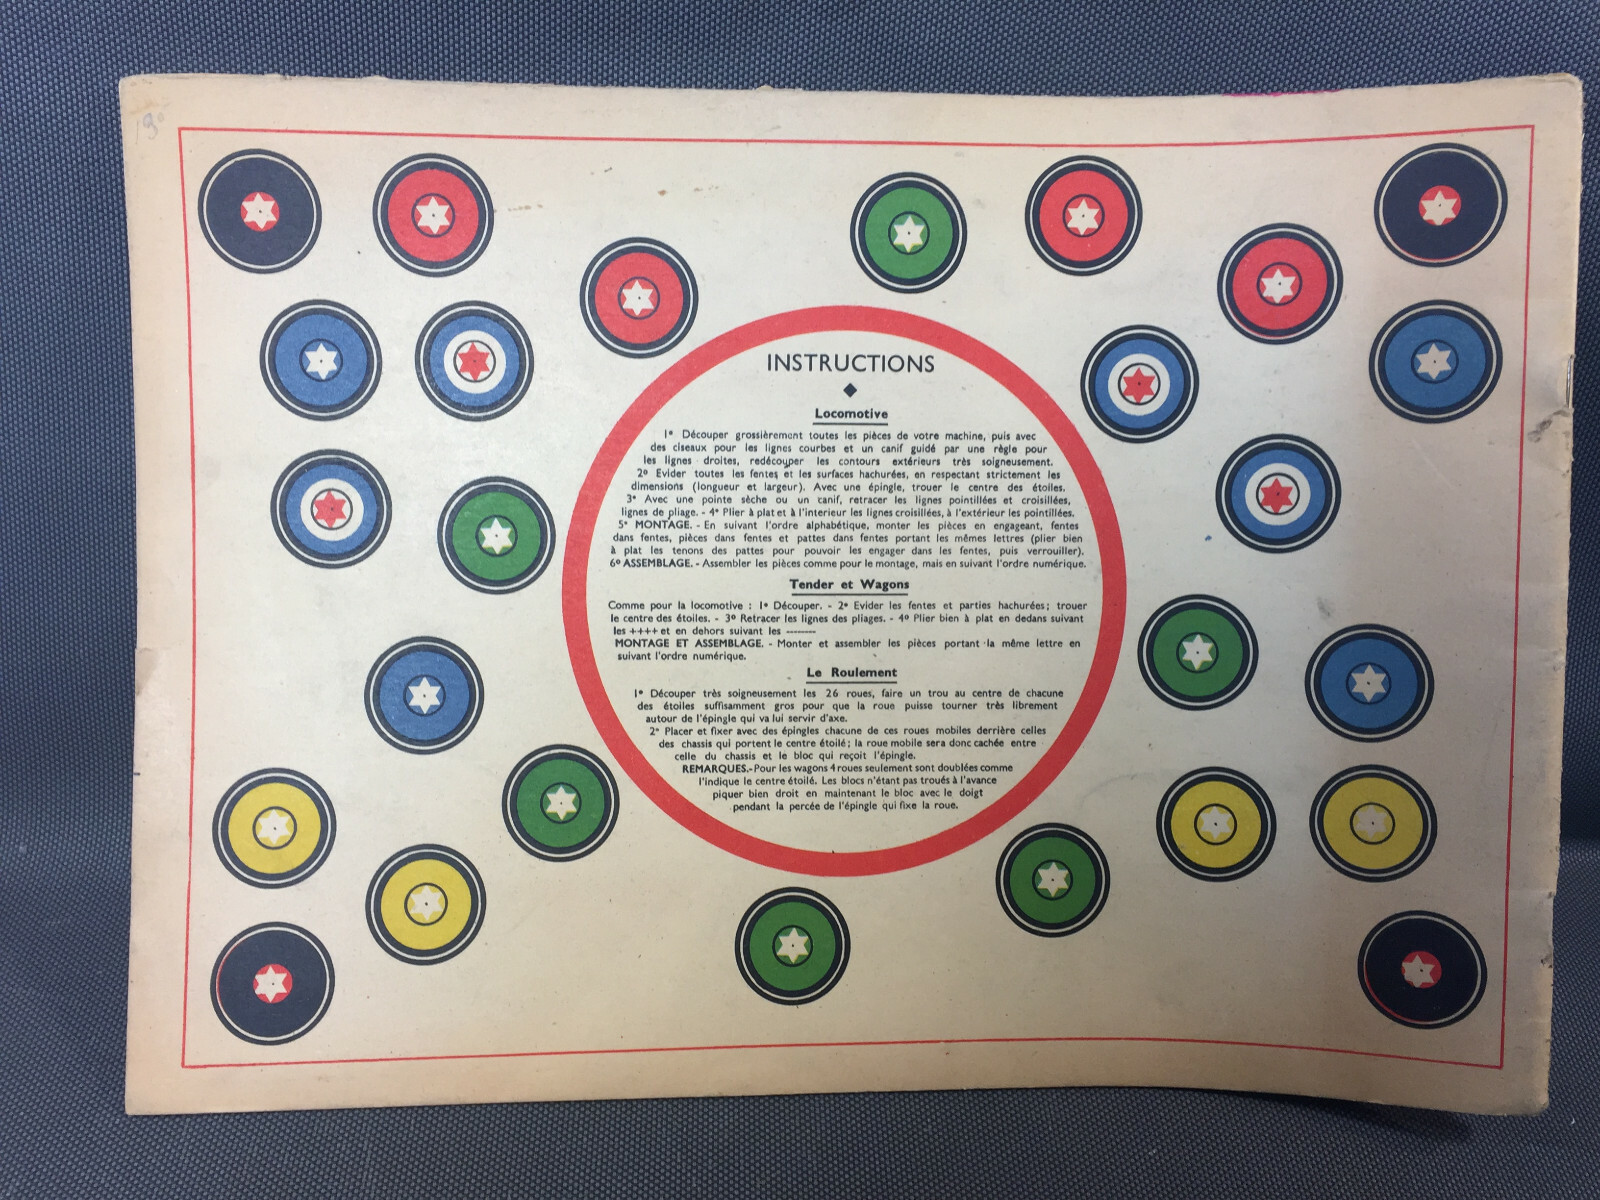 INSTRUCTIONS
Locomotive
1° Découper grossièrement toutes les pièces de votre machine, puis avec
des ciseaux pour les lignes courbes et un canif guidé par une règle pour
les lignes droites, redécouper les contours extérieurs très soigneusement.
2° Evider toutes les fentes et les surfaces hachurées, en respectant strictement les
dimensions (longueur et largeur). Avec une épingle, trouer le centre des étoiles.
3° Avec une pointe sèche ou un canif, retracer les lignes pointillées et croisillées,
lignes de pliage. - 4° Plier à plat et à l'interieur les lignes croisillées, à l'extérieur les pointillées.
5° MONTAGE. - En suivant l'ordre alphabétique, monter les pièces en engageant, fentes
dans fentes, pièces dans fentes et pattes dans fentes portant les mêmes lettres (plier bien
à plat les tenons des pattes pour pouvoir les engager dans les fentes, puis verrouiller).
6° ASSEMBLAGE. - Assembler les pièces comme pour le montage, mais en suivant l'ordre numérique.
Tender et Wagons
Comme pour la locomotive : 1° Découper. - 2° Evider les fentes et parties hachurées; trouer
le centre des étoiles. - 3° Retracer les lignes des pliages. - 4° Plier bien à plat en dedans suivant
les ++++ et en dehors suivant les --------
MONTAGE ET ASSEMBLAGE. - Monter et assembler les pièces portant la même lettre en
suivant l'ordre numérique.
Le Roulement
1° Découper très soigneusement les 26 roues, faire un trou au centre de chacune
des étoiles suffisamment gros pour que la roue puisse tourner très librement
autour de l'épingle qui va lui servir d'axe.
2° Placer et fixer avec des épingles chacune de ces roues mobiles derrière celles
des chassis qui portent le centre étoilé; la roue mobile sera donc cachée entre
celle du chassis et le bloc qui reçoit l'épingle.
REMARQUES.-Pour les wagons 4 roues seulement sont doublées comme
l'indique le centre étoilé. Les blocs n'étant pas troués à l'avance
piquer bien droit en maintenant le bloc avec le doigt
pendant la percée de l'épingle qui fixe la roue.